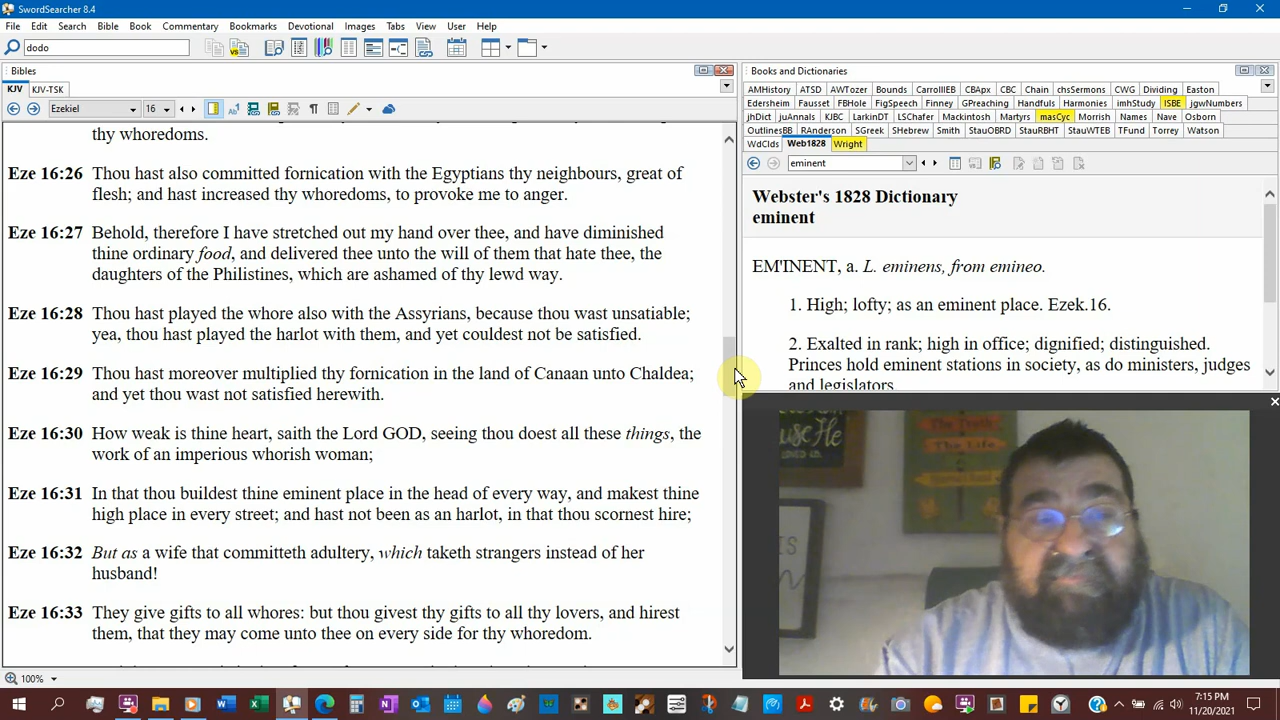 SwordSearcher 8.4
File Edit Search Bible Book Commentary Bookmarks Devotional Images Tabs View User Help
dodo
Bibles
KJV KJV-TSK
Ezekiel 16
thy whoredoms.
Eze 16:26 Thou hast also committed fornication with the Egyptians thy neighbours, great of
flesh; and hast increased thy whoredoms, to provoke me to anger.
Eze 16:27 Behold, therefore I have stretched out my hand over thee, and have diminished
thine ordinary food, and delivered thee unto the will of them that hate thee, the
daughters of the Philistines, which are ashamed of thy lewd way.
Eze 16:28 Thou hast played the whore also with the Assyrians, because thou wast unsatiable;
yea, thou hast played the harlot with them, and yet couldest not be satisfied.
Eze 16:29 Thou hast moreover multiplied thy fornication in the land of Canaan unto Chaldea;
and yet thou wast not satisfied herewith.
Eze 16:30 How weak is thine heart, saith the Lord GOD, seeing thou doest all these things, the
work of an imperious whorish woman;
Eze 16:31 In that thou buildest thine eminent place in the head of every way, and makest thine
high place in every street; and hast not been as an harlot, in that thou scornest hire;
Eze 16:32 But as a wife that committeth adultery, which taketh strangers instead of her
husband!
Eze 16:33 They give gifts to all whores: but thou givest thy gifts to all thy lovers, and hirest
them, that they may come unto thee on every side for thy whoredom.
100%
Books and Dictionaries
AMHistory ATSD AWTozer Bounds CarrollEB CBApx CBC Chain chsSermons CWG Dividing Easton
Edersheim Fausset FBHole FigSpeech Finney GPreaching Handfuls Harmonies imhStudy ISBE jgwNumbers
jhDict juAnnals KJBC LarkinDT LSChafer Mackintosh Martyrs masCyc Morrish Names Nave Osborn
OutlinesBB RAnderson SGreek SHebrew Smith StauOBRD StauRBHT StauWTEB TFund Torrey Watson
WdClds Web1828 Wright
eminent
Webster's 1828 Dictionary
eminent
EM'INENT, a. L. eminens, from emineo.
1. High; lofty; as an eminent place. Ezek.16.
2. Exalted in rank; high in office; dignified; distinguished.
Princes hold eminent stations in society, as do ministers, judges
and legislators.
The Truth
The Life
7:15 PM
11/20/2021